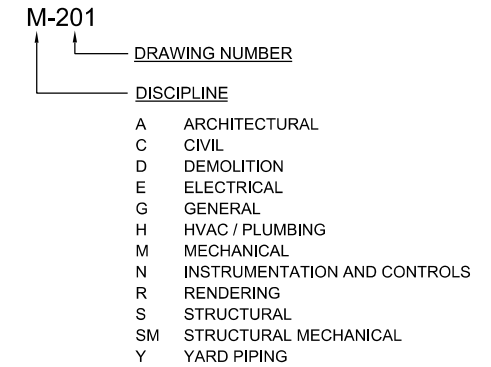 M-201
DRAWING NUMBER
DISCIPLINE
A ARCHITECTURAL
C CIVIL
D DEMOLITION
E ELECTRICAL
G GENERAL
H HVAC / PLUMBING
M MECHANICAL
N INSTRUMENTATION AND CONTROLS
R RENDERING
S STRUCTURAL
SM STRUCTURAL MECHANICAL
Y YARD PIPING